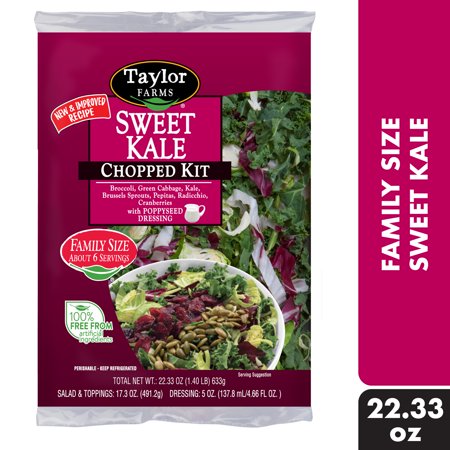 Taylor
FARMS
NEW & IMPROVED
RECIPE
SWEET
KALE
CHOPPED KIT
Broccoli, Green Cabbage, Kale,
Brussels Sprouts, Pepitas, Radicchio,
Cranberries
with POPPYSEED
DRESSING
FAMILY SIZE
ABOUT 6 SERVINGS
100%
FREE FROM
artificial
ingredients
PERISHABLE - KEEP REFRIGERATED
Serving Suggestion
TOTAL NET WT.: 22.33 OZ (1.40 LB) 633g
SALAD & TOPPINGS: 17.3 OZ (491.2g) DRESSING: 5 OZ (137.8 mL/4.66 FL OZ.)
FAMILY SIZE
SWEET KALE
22.33
OZ